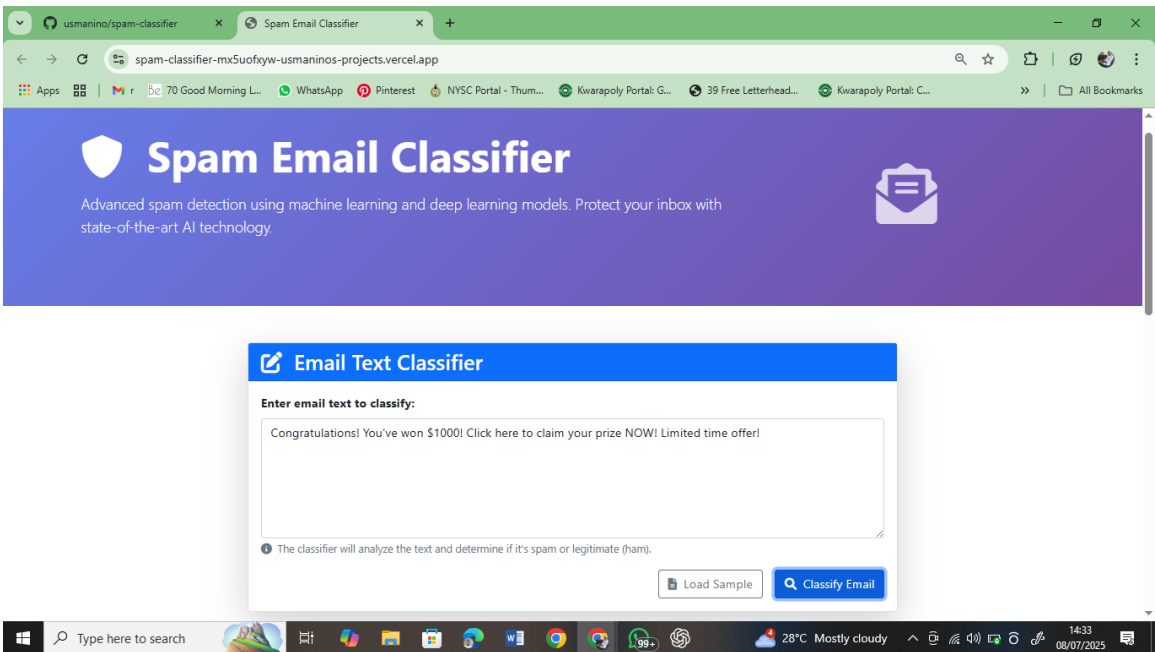 usmanino/spam-classifier
Spam Email Classifier
spam-classifier-mx5uofxyw-usmaninos-projects.vercel.app
Apps
M r
Be 70 Good Morning L...
WhatsApp
Pinterest
NYSC Portal - Thum...
Kwarapoly Portal: G...
39 Free Letterhead...
Kwarapoly Portal: C...
All Bookmarks
Spam Email Classifier
Advanced spam detection using machine learning and deep learning models. Protect your inbox with
state-of-the-art AI technology.
Email Text Classifier
Enter email text to classify:
Congratulations! You've won $1000! Click here to claim your prize NOW! Limited time offer!
The classifier will analyze the text and determine if it's spam or legitimate (ham).
Load Sample
Classify Email
Type here to search
99+
28°C Mostly cloudy
14:33
08/07/2025